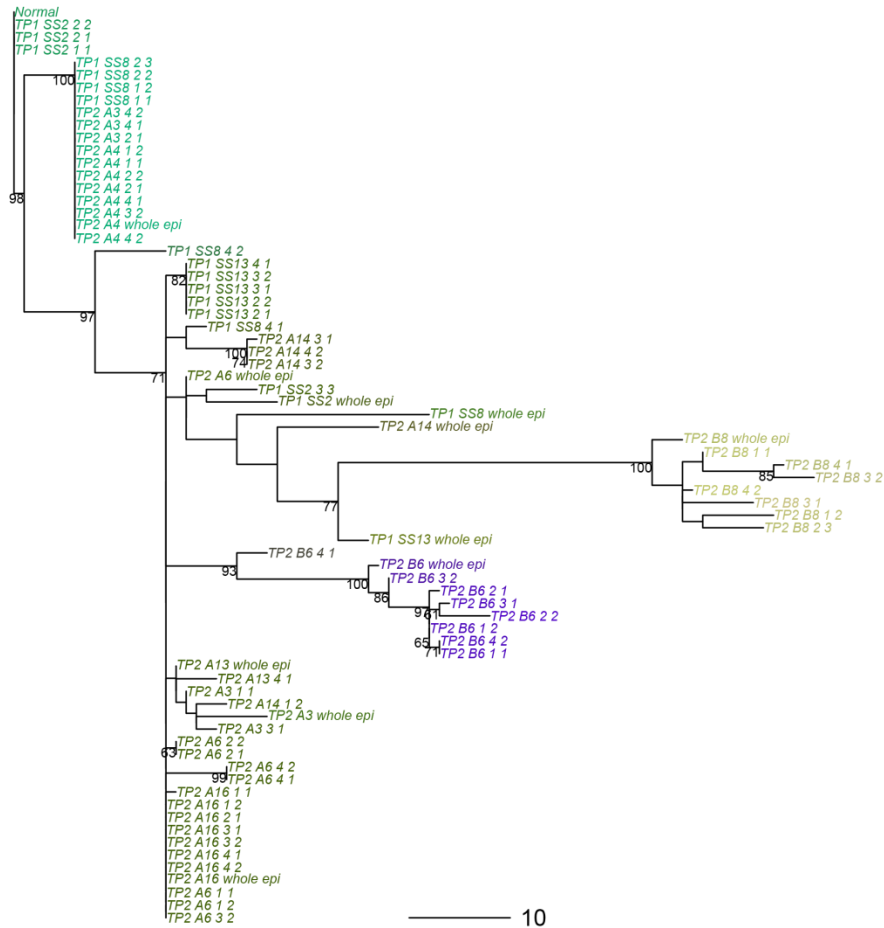 Normal
TP1 SS2 2 2
TP1 SS2 2 1
TP1 SS2 1 1
TP1 SS8 2 3
TP1 SS8 2 2
100
TP1 SS8 1 2
TP1 SS8 1 1
TP2 A3 4 2
TP2 A3 4 1
TP2 A3 2 1
TP2 A4 1 2
TP2 A4 1 1
TP2 A4 2 2
TP2 A4 2 1
98
TP2 A4 4 1
TP2 A4 3 2
TP2 A4 whole epi
TP2 A4 4 2
TP1 SS8 4 2
TP1 SS13 4 1
TP1 SS13 3 2
82
TP1 SS13 3 1
TP1 SS13 2 2
TP1 SS13 2 1
97
TP1 SS8 4 1
TP2 A14 3 1
100
TP2 A14 4 2
74
TP2 A14 3 2
71
TP2 A6 whole epi
TP1 SS2 3 3
TP1 SS2 whole epi
TP1 SS8 whole epi
TP2 A14 whole epi
TP2 B8 whole epi
TP2 B8 1 1
100
TP2 B8 4 1
85
TP2 B8 3 2
TP2 B8 4 2
77
TP2 B8 3 1
TP2 B8 1 2
TP2 B8 2 3
TP1 SS13 whole epi
TP2 B6 4 1
93
TP2 B6 whole epi
100
TP2 B6 3 2
86
TP2 B6 2 1
TP2 B6 3 1
97
61
TP2 B6 2 2
TP2 B6 1 2
65
TP2 B6 4 2
71
TP2 B6 1 1
TP2 A13 whole epi
TP2 A13 4 1
TP2 A3 1 1
TP2 A14 1 2
TP2 A3 whole epi
TP2 A3 3 1
TP2 A6 2 2
63
TP2 A6 2 1
TP2 A6 4 2
99
TP2 A6 4 1
TP2 A16 1 1
TP2 A16 1 2
TP2 A16 2 1
TP2 A16 3 1
TP2 A16 3 2
TP2 A16 4 1
TP2 A16 4 2
TP2 A16 whole epi
TP2 A6 1 1
TP2 A6 1 2
TP2 A6 3 2
10